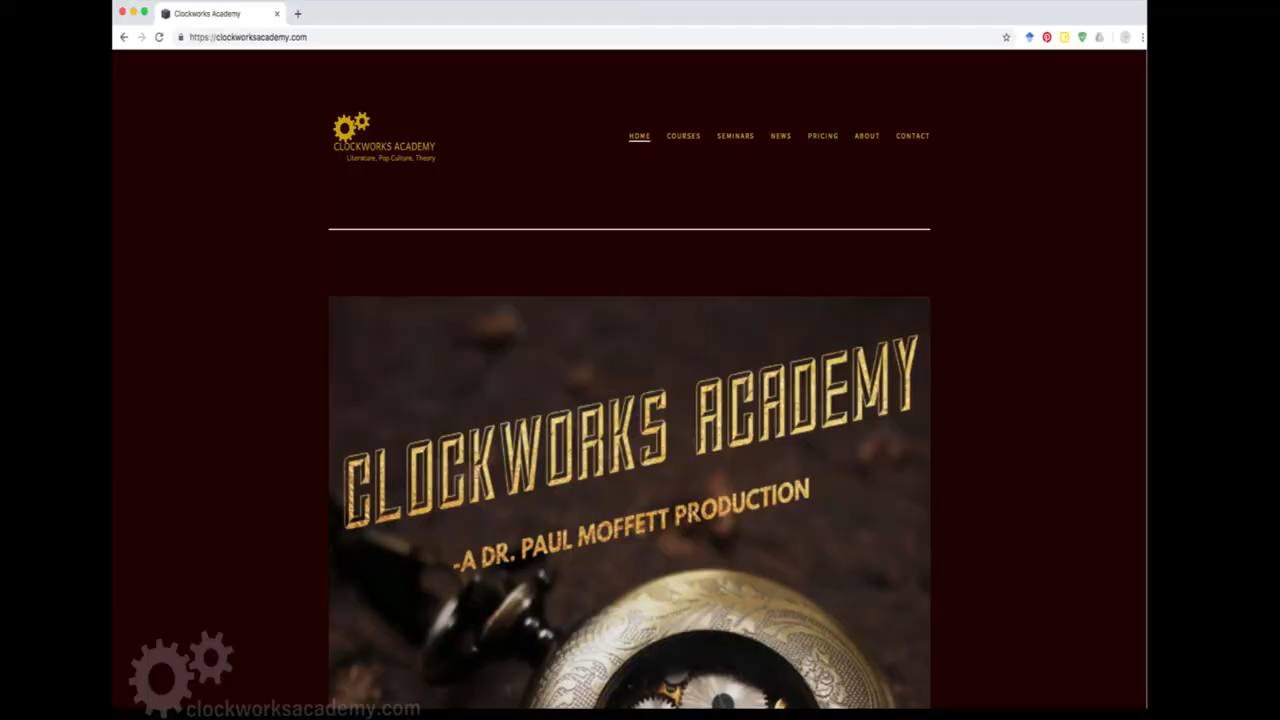 Clockworks Academy
https://clockworksacademy.com
CLOCKWORKS ACADEMY
Literature, Pop Culture, Theory
HOME COURSES SEMINARS NEWS PRICING ABOUT CONTACT
CLOCKWORKS ACADEMY
-A DR. PAUL MOFFETT PRODUCTION
clockworksacademy.com